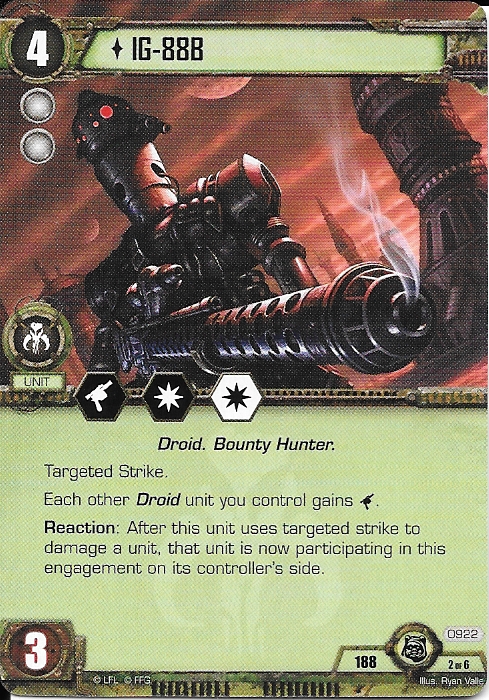 4
IG-88B
UNIT
Droid. Bounty Hunter.
Targeted Strike.
Each other Droid unit you control gains .
Reaction: After this unit uses targeted strike to
damage a unit, that unit is now participating in this
engagement on its controller's side.
3
0922
188
2 OF 6
© LFL © FFG
Illus. Ryan Valle